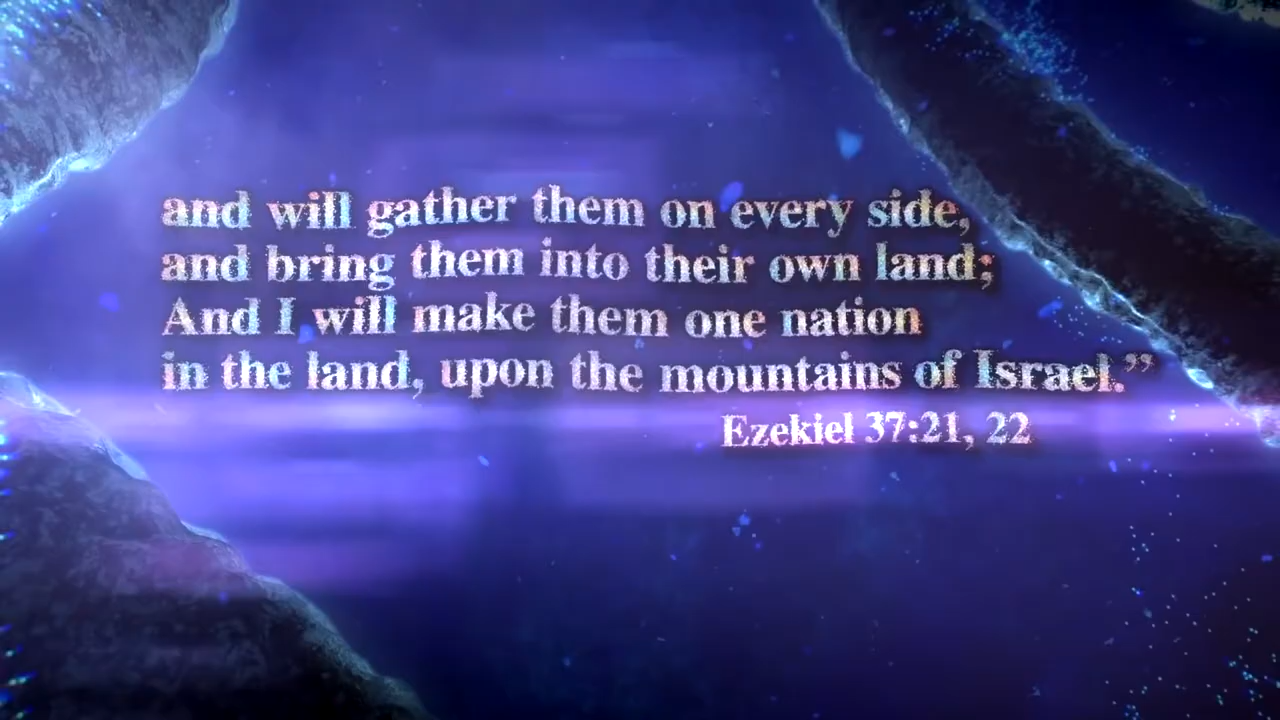 and will gather them on every side,
and bring them into their own land;
And I will make them one nation
in the land, upon the mountains of Israel.”
Ezekiel 37:21, 22